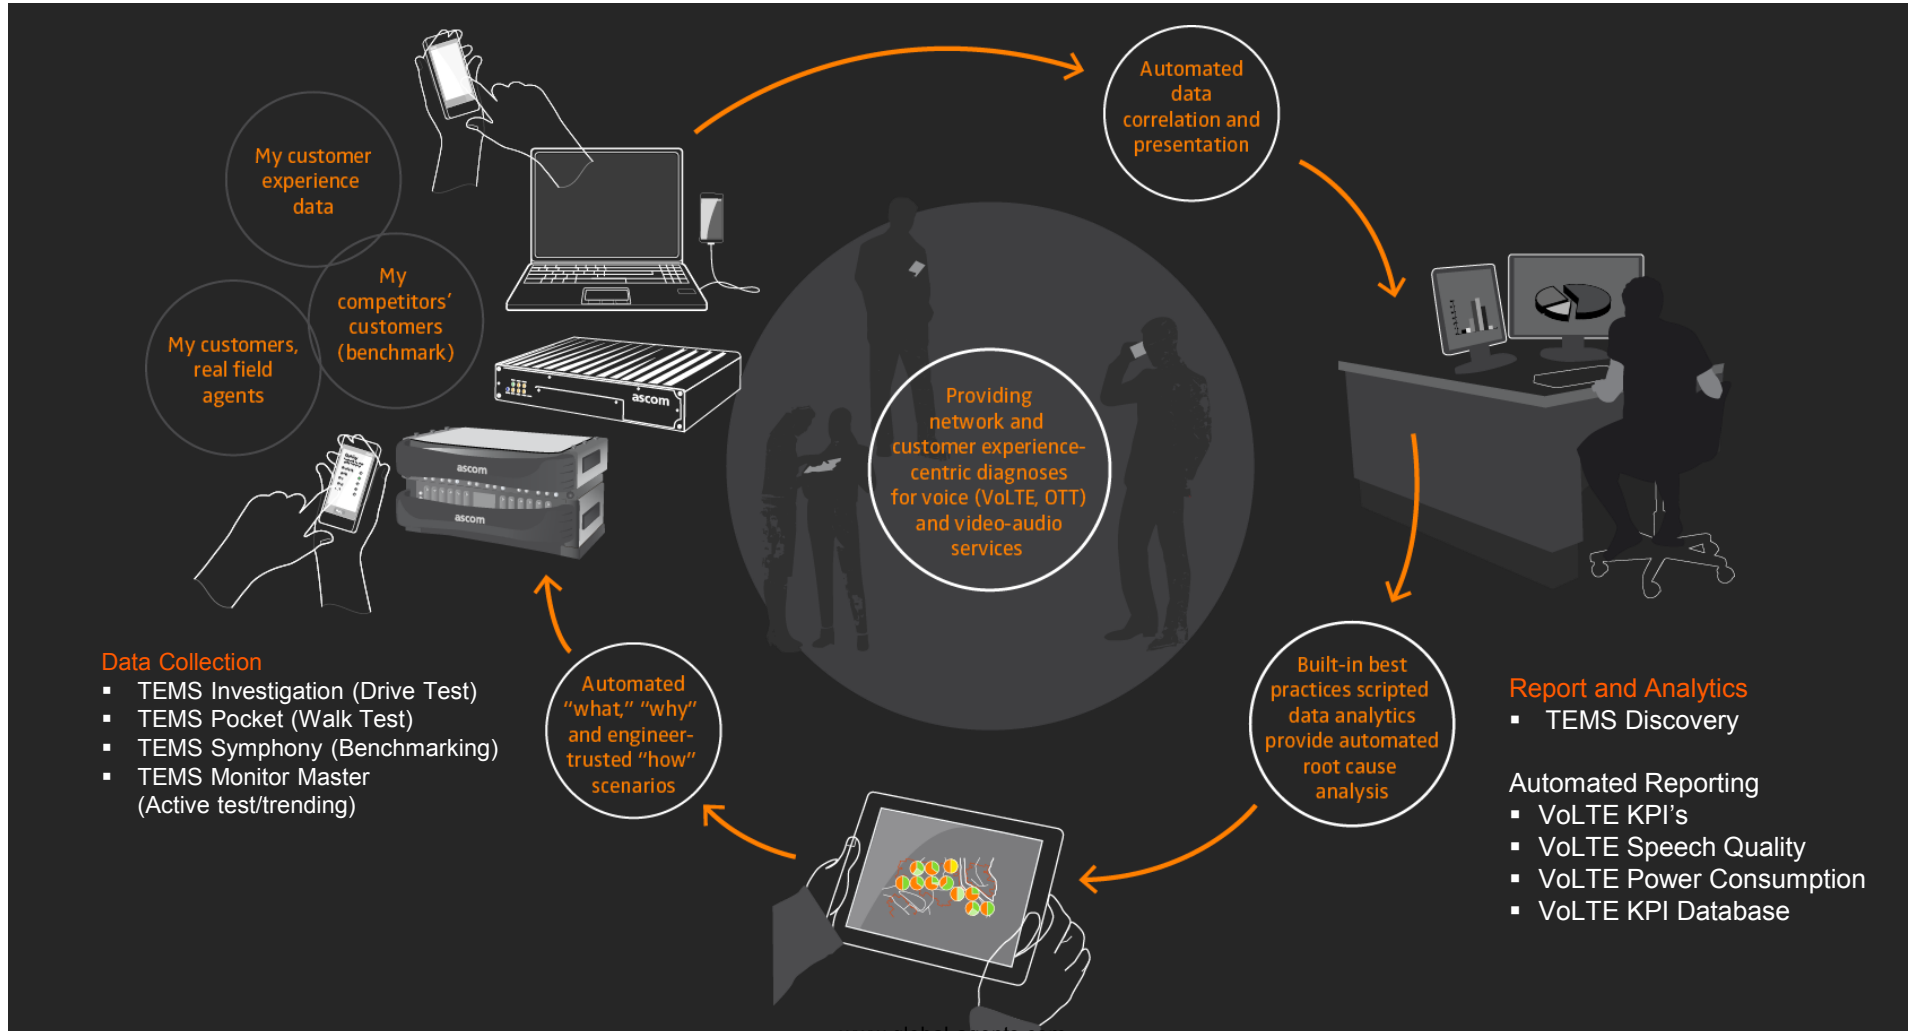 Automated
data
correlation and
presentation
My customer
experience
data
My
competitors'
customers
(benchmark)
My customers,
real field
agents
ascom
ascom
ascom
Providing
network and
customer experience-
centric diagnoses
for voice (VoLTE, OTT)
and video-audio
services
Data Collection
▪ TEMS Investigation (Drive Test)
▪ TEMS Pocket (Walk Test)
▪ TEMS Symphony (Benchmarking)
▪ TEMS Monitor Master
(Active test/trending)
Automated
“what,” “why”
and engineer-
trusted “how”
scenarios
Built-in best
practices scripted
data analytics
provide automated
root cause
analysis
Report and Analytics
▪ TEMS Discovery
Automated Reporting
▪ VoLTE KPI’s
▪ VoLTE Speech Quality
▪ VoLTE Power Consumption
▪ VoLTE KPI Database